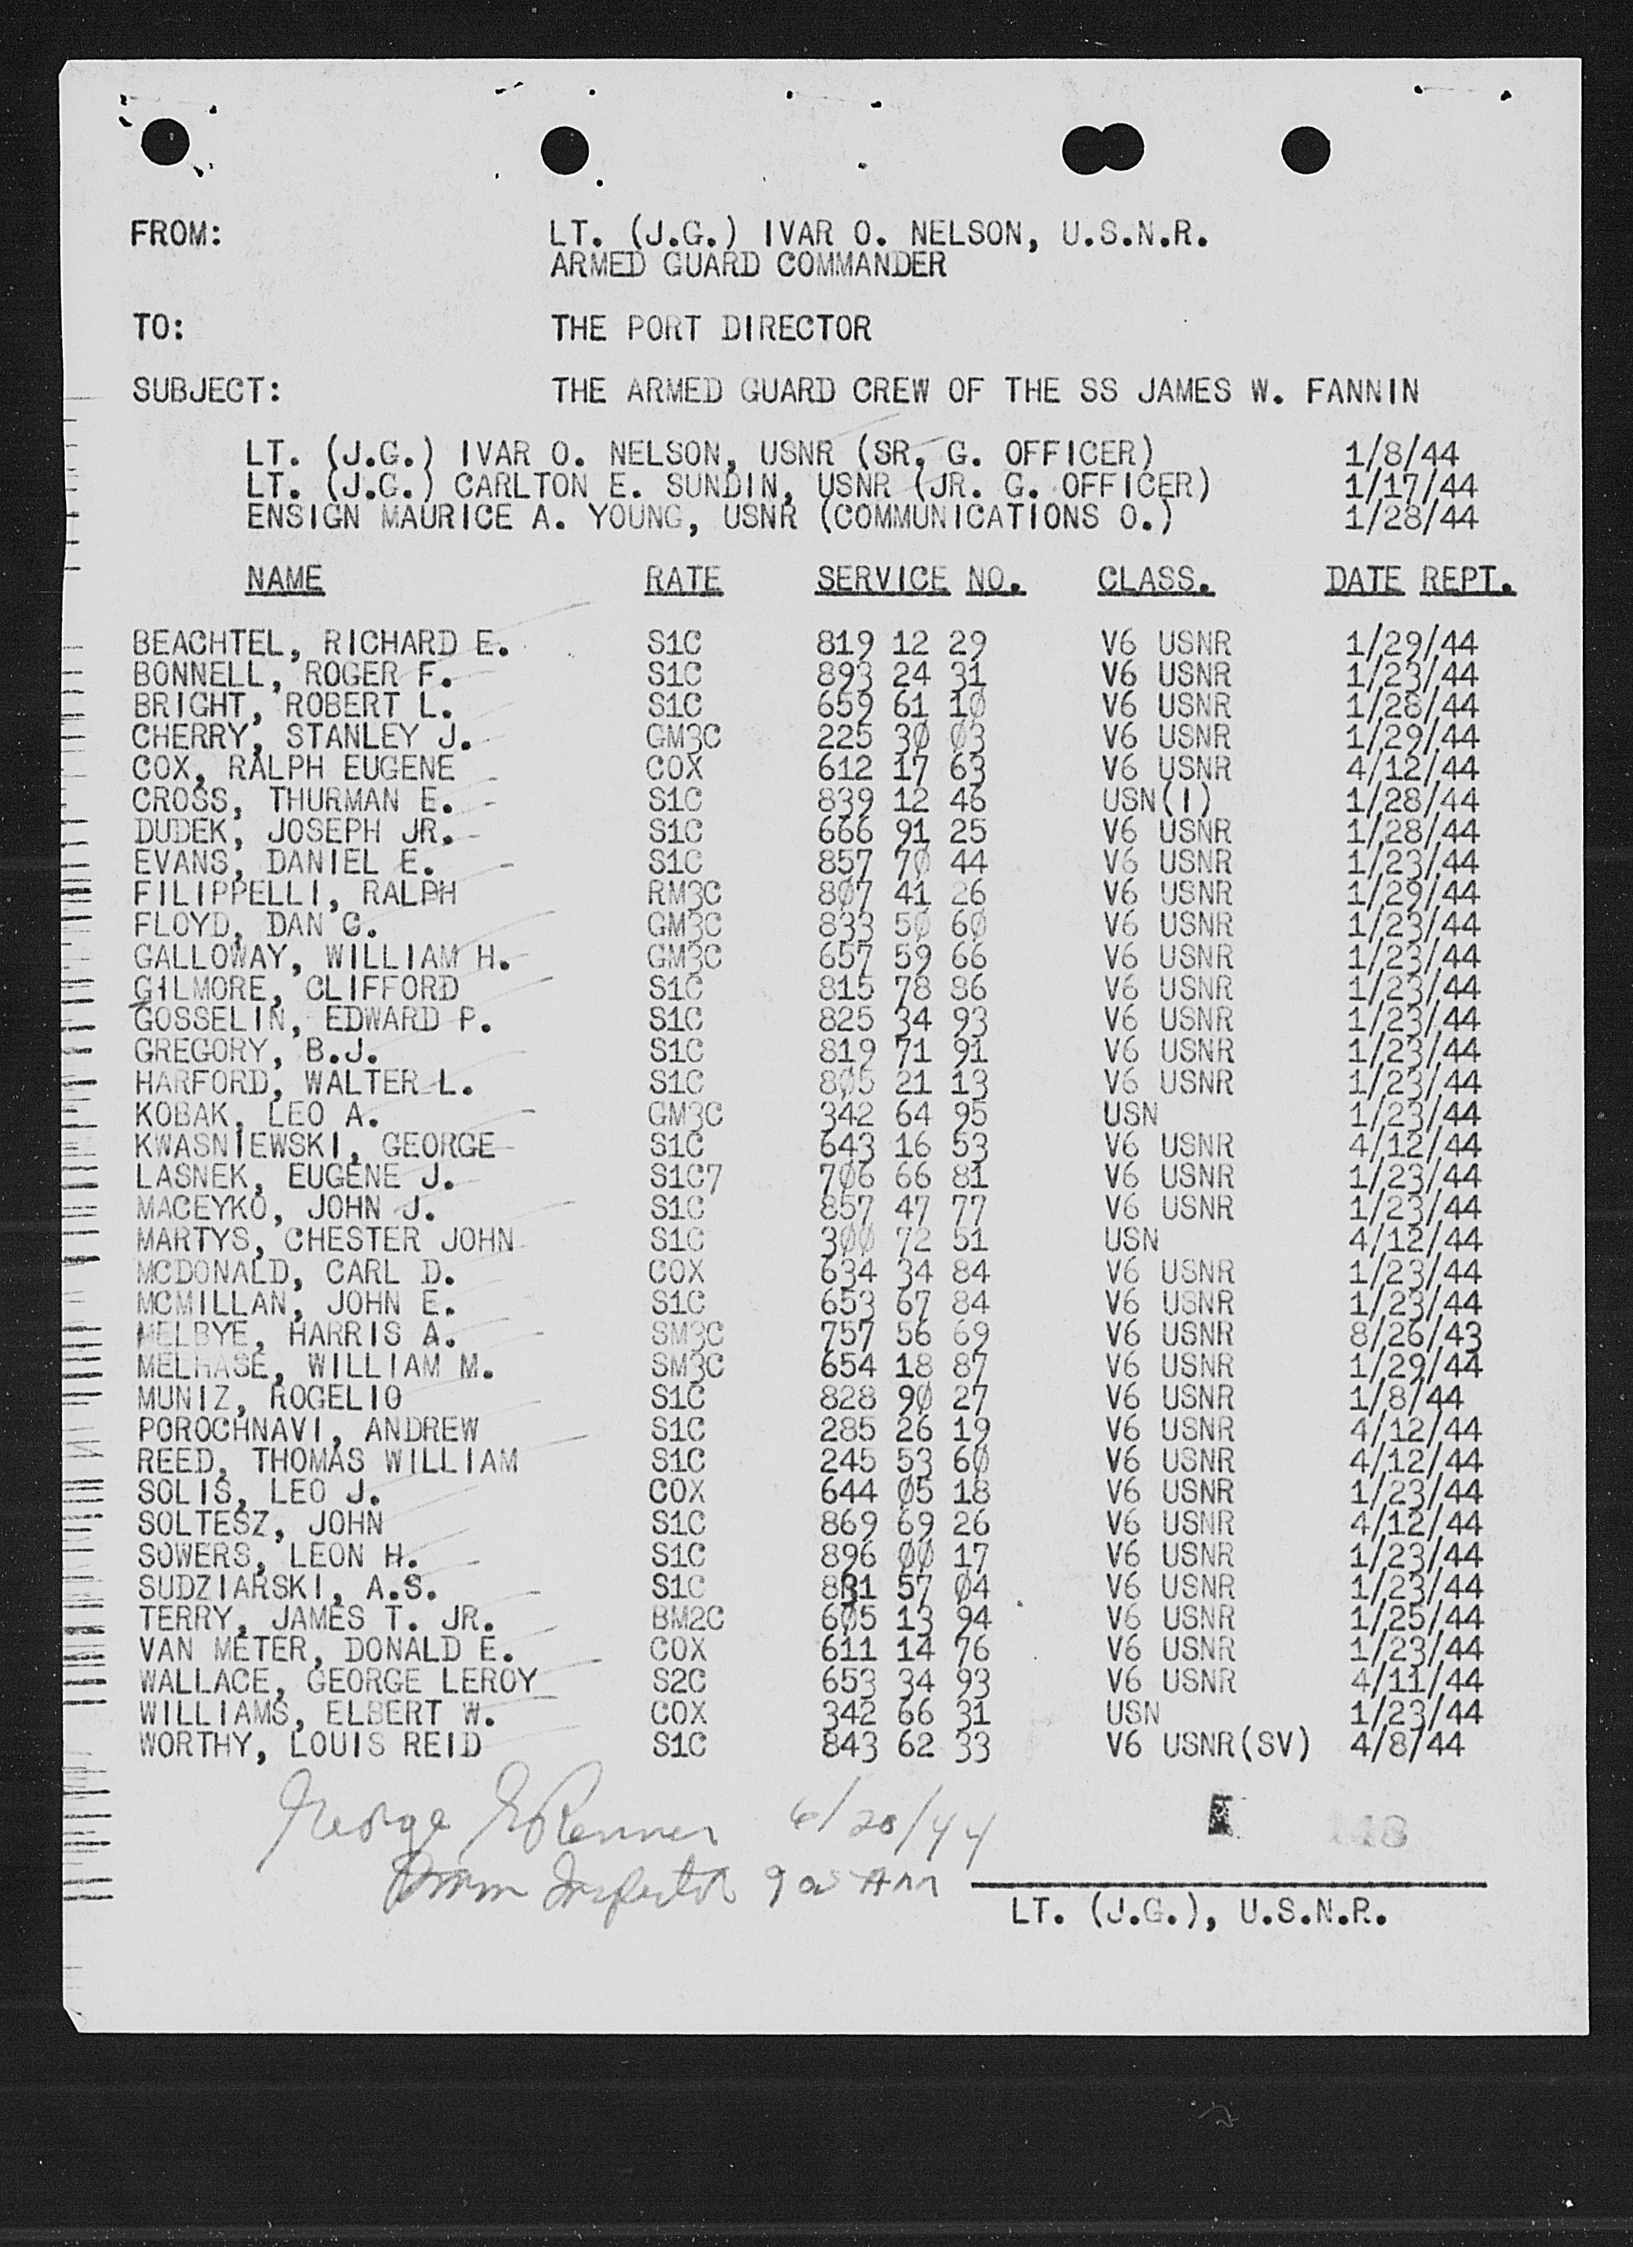 FROM: LT. (J.G.) IVAR O. NELSON, U.S.N.R.
ARMED GUARD COMMANDER
TO: THE PORT DIRECTOR
SUBJECT: THE ARMED GUARD CREW OF THE SS JAMES W. FANNIN
LT. (J.G.) IVAR O. NELSON, USNR (SR. G. OFFICER) 1/8/44
LT. (J.G.) CARLTON E. SUNDIN, USNR (JR. G. OFFICER) 1/17/44
ENSIGN MAURICE A. YOUNG, USNR (COMMUNICATIONS O.) 1/28/44
NAME RATE SERVICE NO. CLASS. DATE REPT.
BEACHTEL, RICHARD E. S1C 819 12 29 V6 USNR 1/29/44
BONNELL, ROGER F. S1C 893 24 31 V6 USNR 1/23/44
BRIGHT, ROBERT L. S1C 659 61 10 V6 USNR 1/28/44
CHERRY, STANLEY J. GM3C 225 30 03 V6 USNR 1/29/44
COX, RALPH EUGENE COX 612 17 63 V6 USNR 4/12/44
CROSS, THURMAN E. S1C 839 12 46 USN(I) 1/28/44
DUDEK, JOSEPH JR. S1C 666 91 25 V6 USNR 1/28/44
EVANS, DANIEL E. S1C 857 70 44 V6 USNR 1/23/44
FILIPPELLI, RALPH RM3C 807 41 26 V6 USNR 1/29/44
FLOYD, DAN G. GM3C 833 50 60 V6 USNR 1/23/44
GALLOWAY, WILLIAM H. GM3C 657 59 66 V6 USNR 1/23/44
GILMORE, CLIFFORD S1C 815 78 86 V6 USNR 1/23/44
GOSSELIN, EDWARD P. S1C 825 34 93 V6 USNR 1/23/44
GREGORY, B.J. S1C 819 71 91 V6 USNR 1/23/44
HARFORD, WALTER L. S1C 805 21 13 V6 USNR 1/23/44
KOBAK, LEO A. GM3C 342 64 95 USN 1/23/44
KWASNIEWSKI, GEORGE S1C 643 16 53 V6 USNR 4/12/44
LASNEK, EUGENE J. S1C7 706 66 81 V6 USNR 1/23/44
MACEYKO, JOHN J. S1C 857 47 77 V6 USNR 1/23/44
MARTYS, CHESTER JOHN S1C 300 72 51 USN 4/12/44
MCDONALD, CARL D. COX 634 34 84 V6 USNR 1/23/44
MCMILLAN, JOHN E. S1C 653 67 84 V6 USNR 1/23/44
MELBYE, HARRIS A. SM3C 757 56 69 V6 USNR 8/26/43
MELHASE, WILLIAM M. SM3C 654 18 87 V6 USNR 1/29/44
MUNIZ, ROGELIO S1C 828 90 27 V6 USNR 1/8/44
POROCHNAVI, ANDREW S1C 285 26 19 V6 USNR 4/12/44
REED, THOMAS WILLIAM S1C 245 53 60 V6 USNR 4/12/44
SOLIS, LEO J. COX 644 05 18 V6 USNR 1/23/44
SOLTESZ, JOHN S1C 869 69 26 V6 USNR 4/12/44
SOWERS, LEON H. S1C 896 00 17 V6 USNR 1/23/44
SUDZIARSKI, A.S. S1C 57 04 V6 USNR 1/23/44
TERRY, JAMES T. JR. BM2C 605 13 94 V6 USNR 1/25/44
VAN METER, DONALD E. COX 611 14 76 V6 USNR 1/23/44
WALLACE, GEORGE LEROY S2C 653 34 93 V6 USNR 4/11/44
WILLIAMS, ELBERT W. COX 342 66 31 USN 1/23/44
WORTHY, LOUIS REID S1C 843 62 33 V6 USNR(SV) 4/8/44
George 6/20/44
Inspector
LT. (J.G.), U.S.N.R.